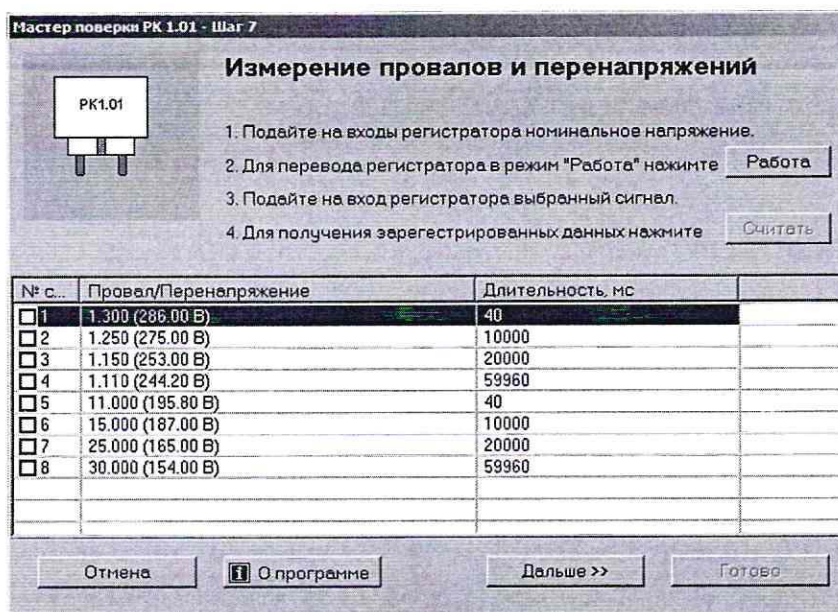 Мастер поверки РК 1.01 - Шаг 7
Измерение провалов и перенапряжений
РК1.01
1. Подайте на входы регистратора номинальное напряжение.
2. Для перевода регистратора в режим "Работа" нажмите
Работа
3. Подайте на вход регистратора выбранный сигнал.
4. Для получения зарегестрированных данных нажмите
Считать
№ с... Провал/Перенапряжение Длительность, мс
1 1.300 (286.00 В) 40
2 1.250 (275.00 В) 10000
3 1.150 (253.00 В) 20000
4 1.110 (244.20 В) 59960
5 11.000 (195.80 В) 40
6 15.000 (187.00 В) 10000
7 25.000 (165.00 В) 20000
8 30.000 (154.00 В) 59960
Отмена О программе Дальше >> Готово